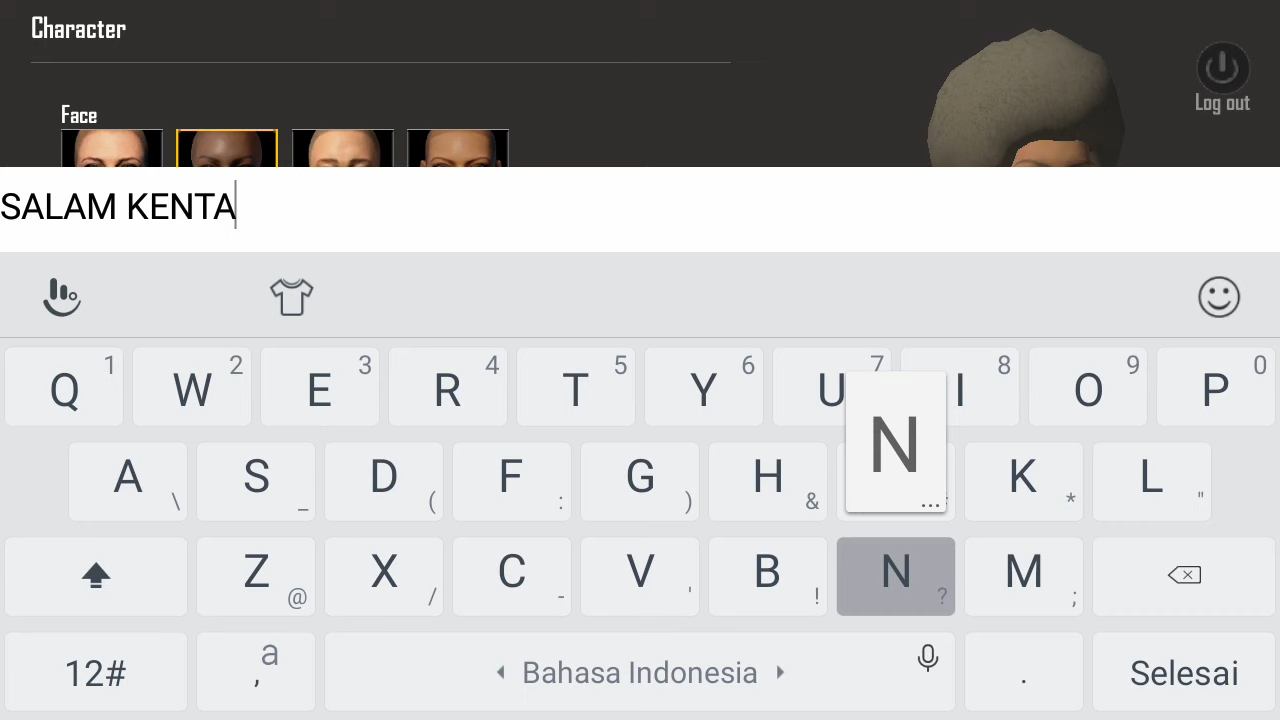 Character
Log out
Face
SALAM KENTA
Q 1 W 2 E 3 R 4 T 5 Y 6 U 7 I 8 O 9 P 0
A \ S _ D ( F : G ) H & N ... K * L "
Z @ X / C - V ' B ! N ? M ;
12# a , Bahasa Indonesia . Selesai